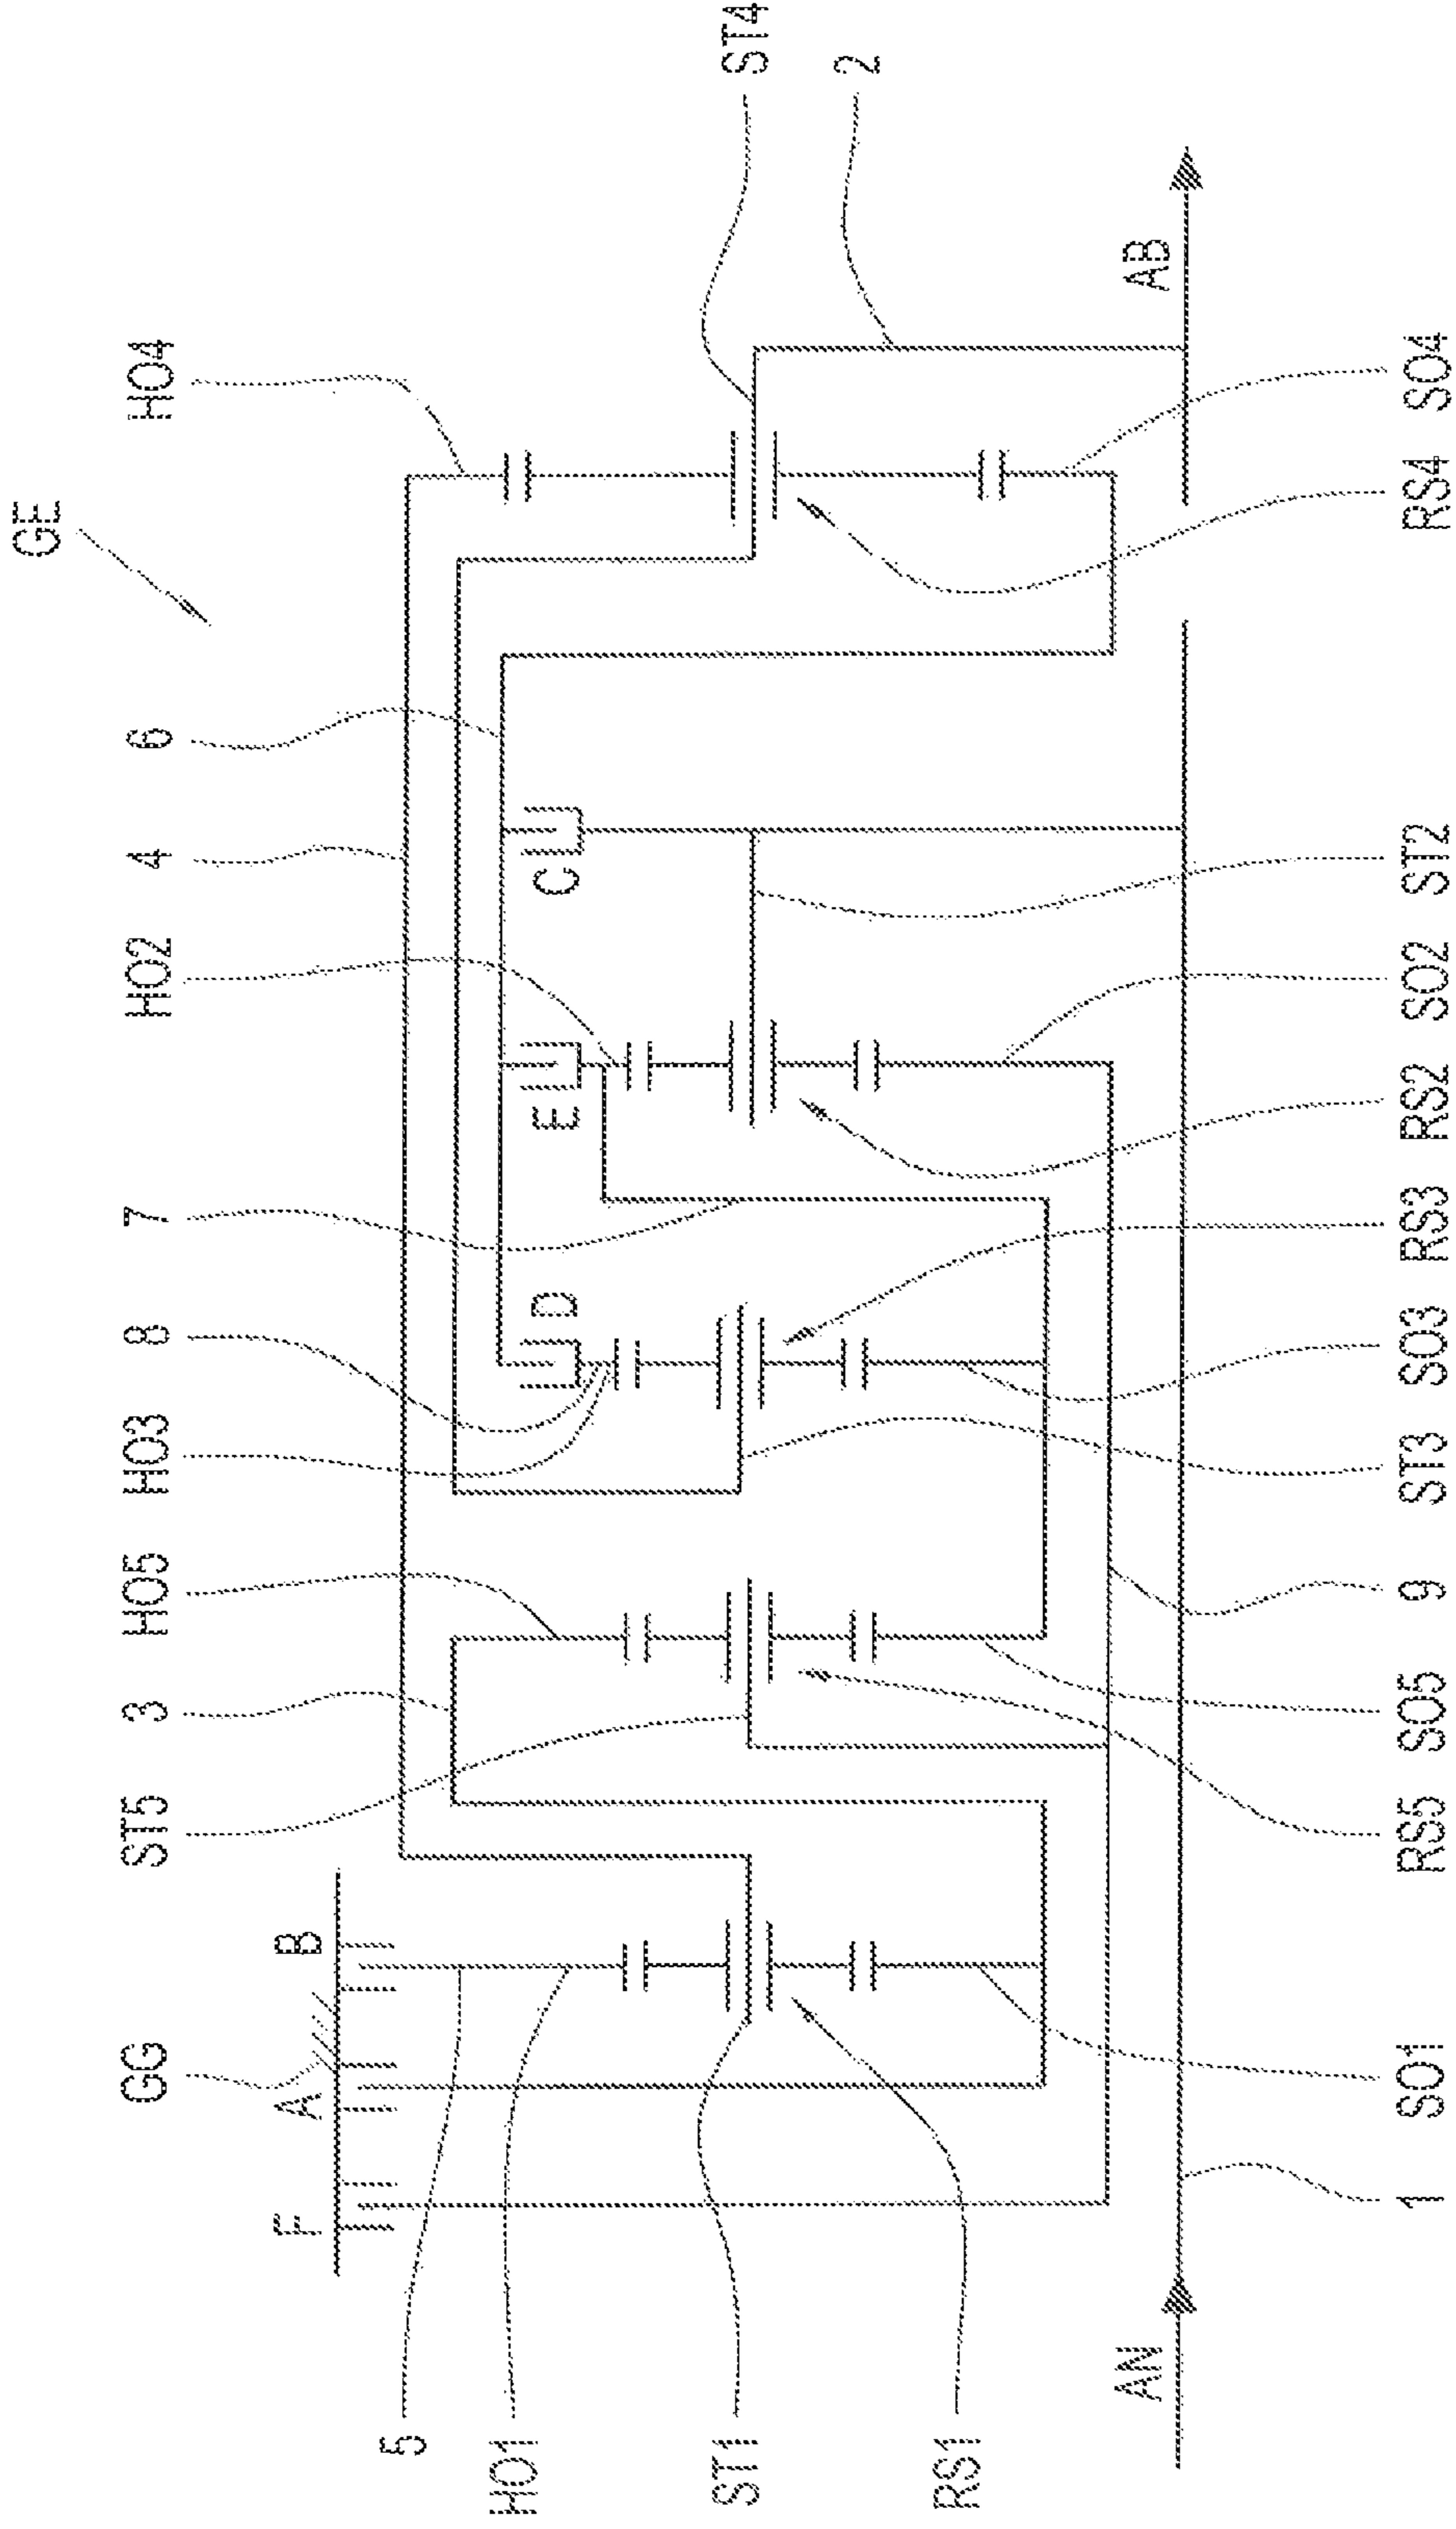 GE
GG
ST5
3
HO5
HO3
8
7
HO2
4
6
HO4
F
A
B
5
HO1
D
E
C
ST1
ST4
2
RS1
AN
AB
1
SO1
RS5
SO5
9
ST3
SO3
RS3
RS2
SO2
ST2
RS4
SO4